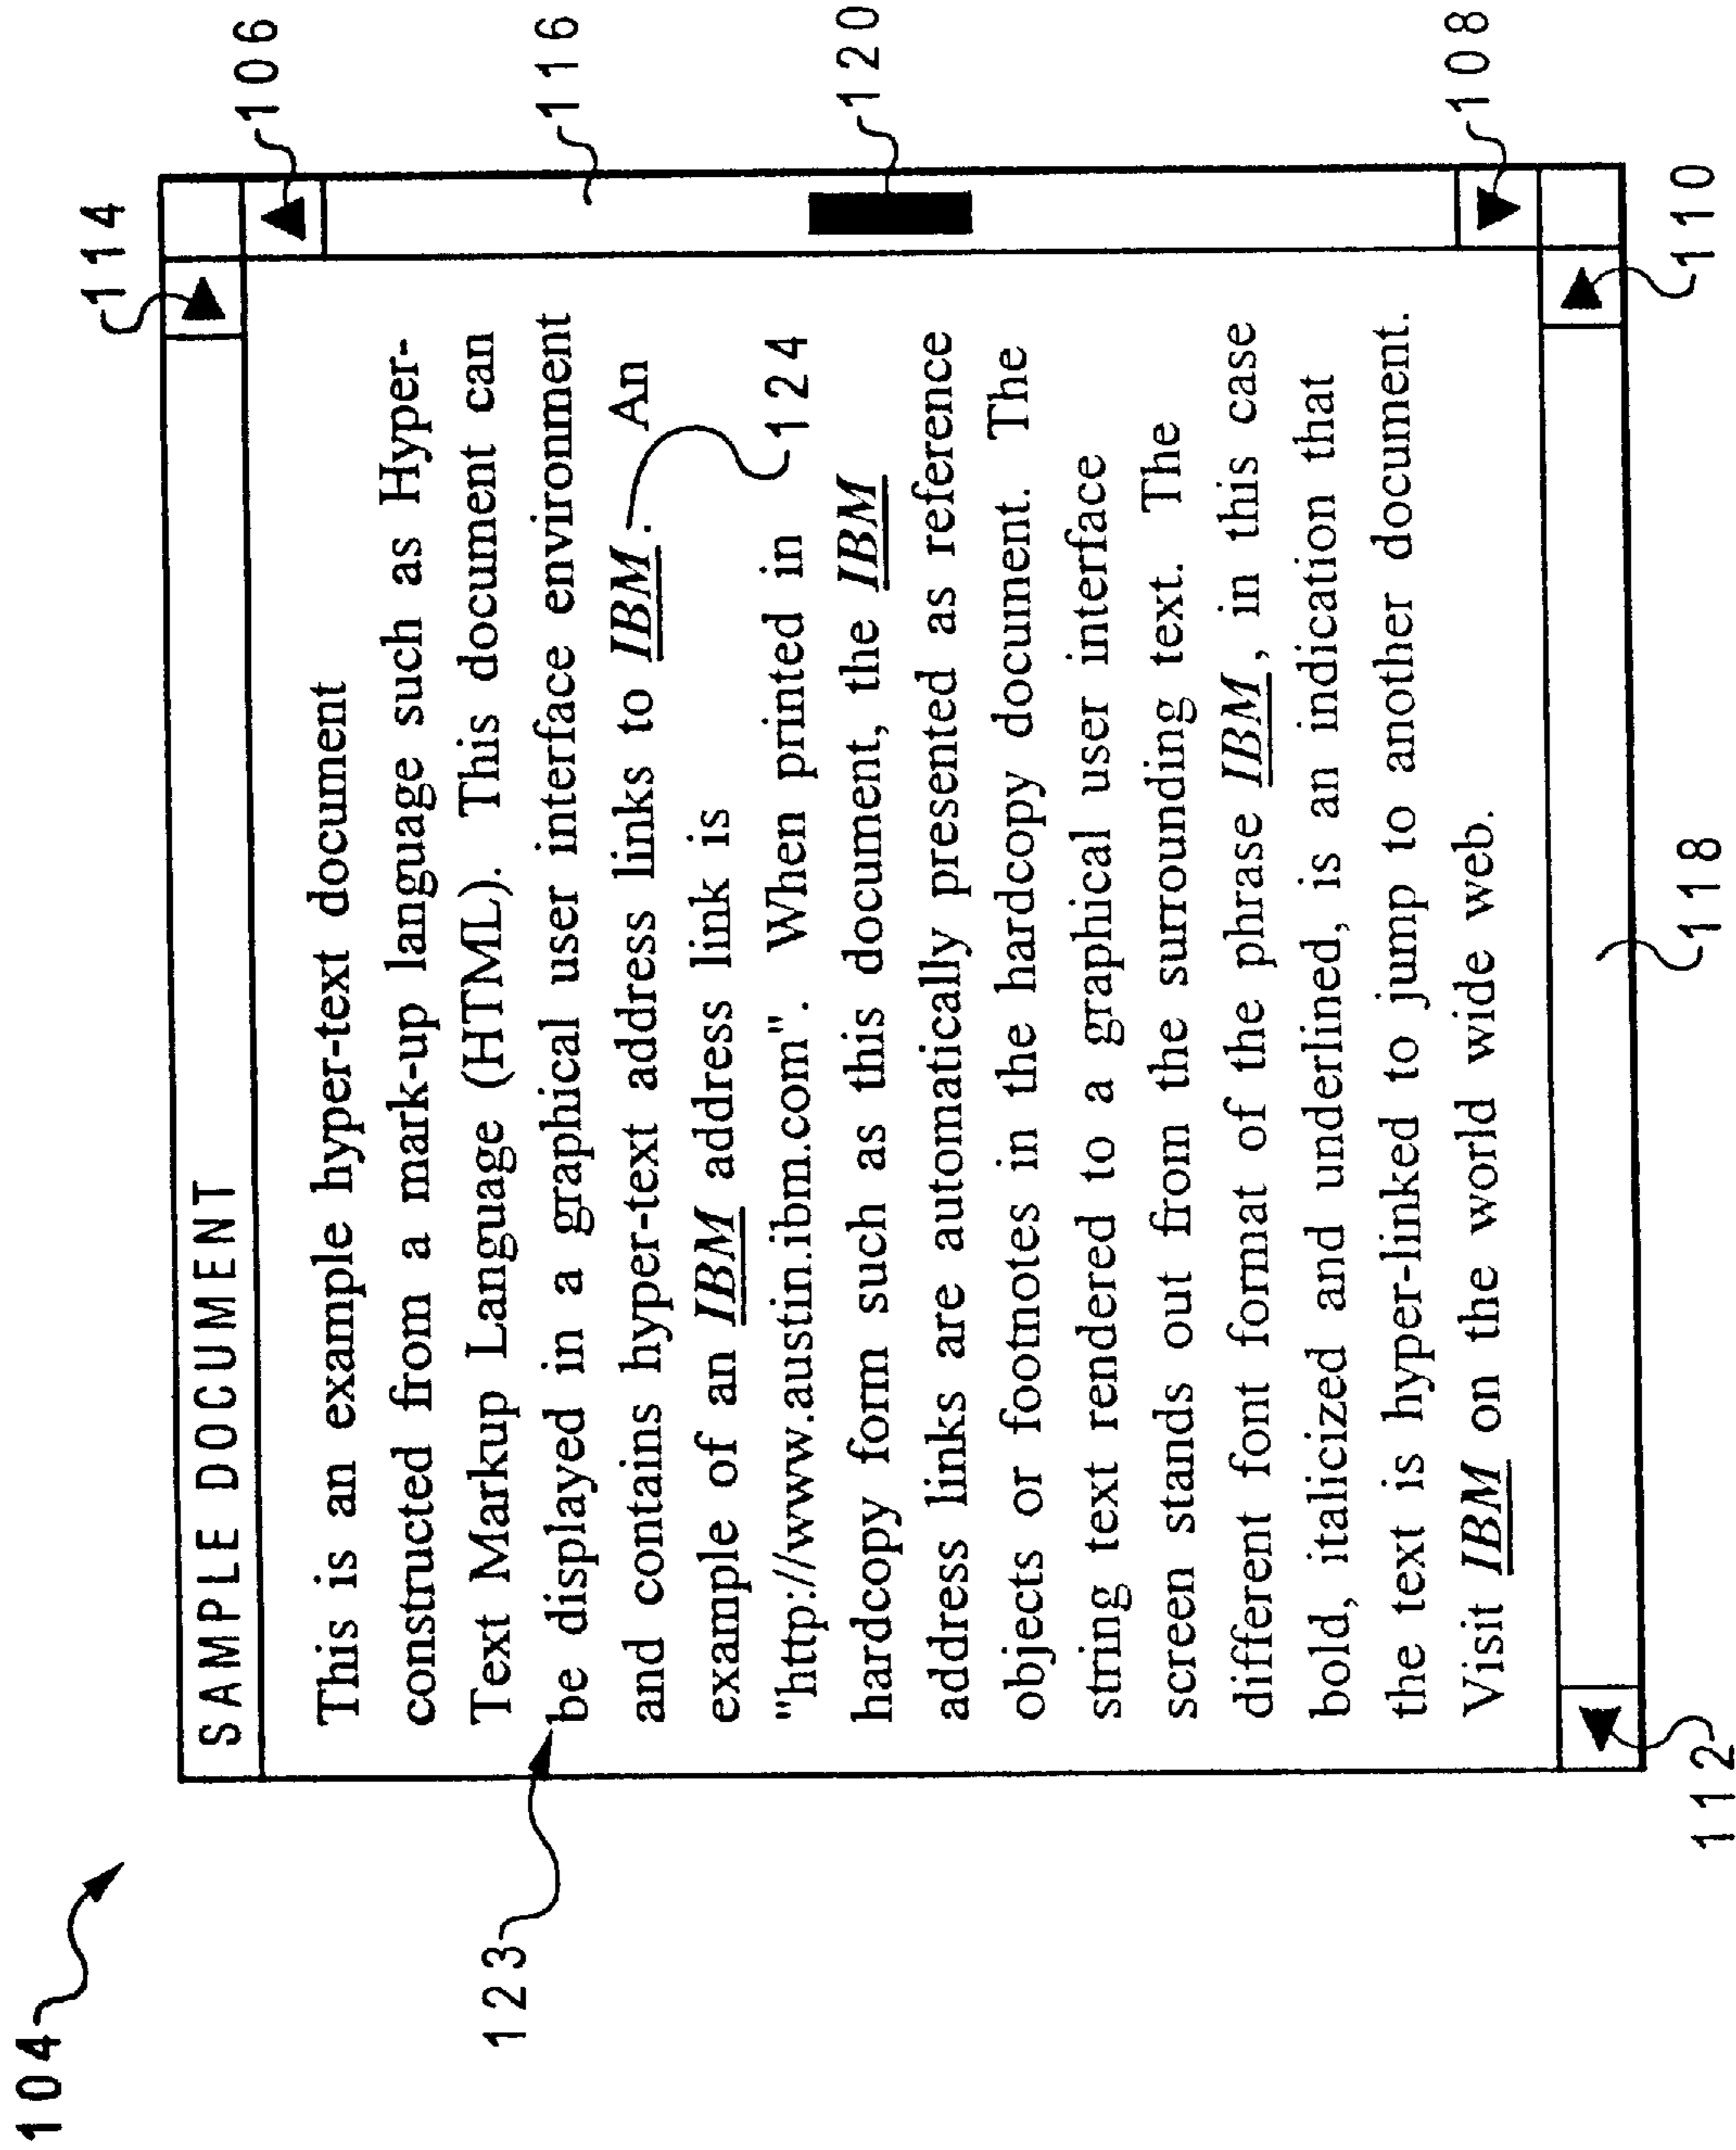 104
114
SAMPLE DOCUMENT
106
This is an example hyper-text document
constructed from a mark-up language such as Hyper-
116
Text Markup Language (HTML). This document can
123
be displayed in a graphical user interface environment
and contains hyper-text address links to IBM. An
124
example of an IBM address link is
"http://www.austin.ibm.com". When printed in
120
hardcopy form such as this document, the IBM
address links are automatically presented as reference
objects or footnotes in the hardcopy document. The
string text rendered to a graphical user interface
screen stands out from the surrounding text. The
different font format of the phrase IBM, in this case
bold, italicized and underlined, is an indication that
the text is hyper-linked to jump to another document.
108
Visit IBM on the world wide web.
112
118
110